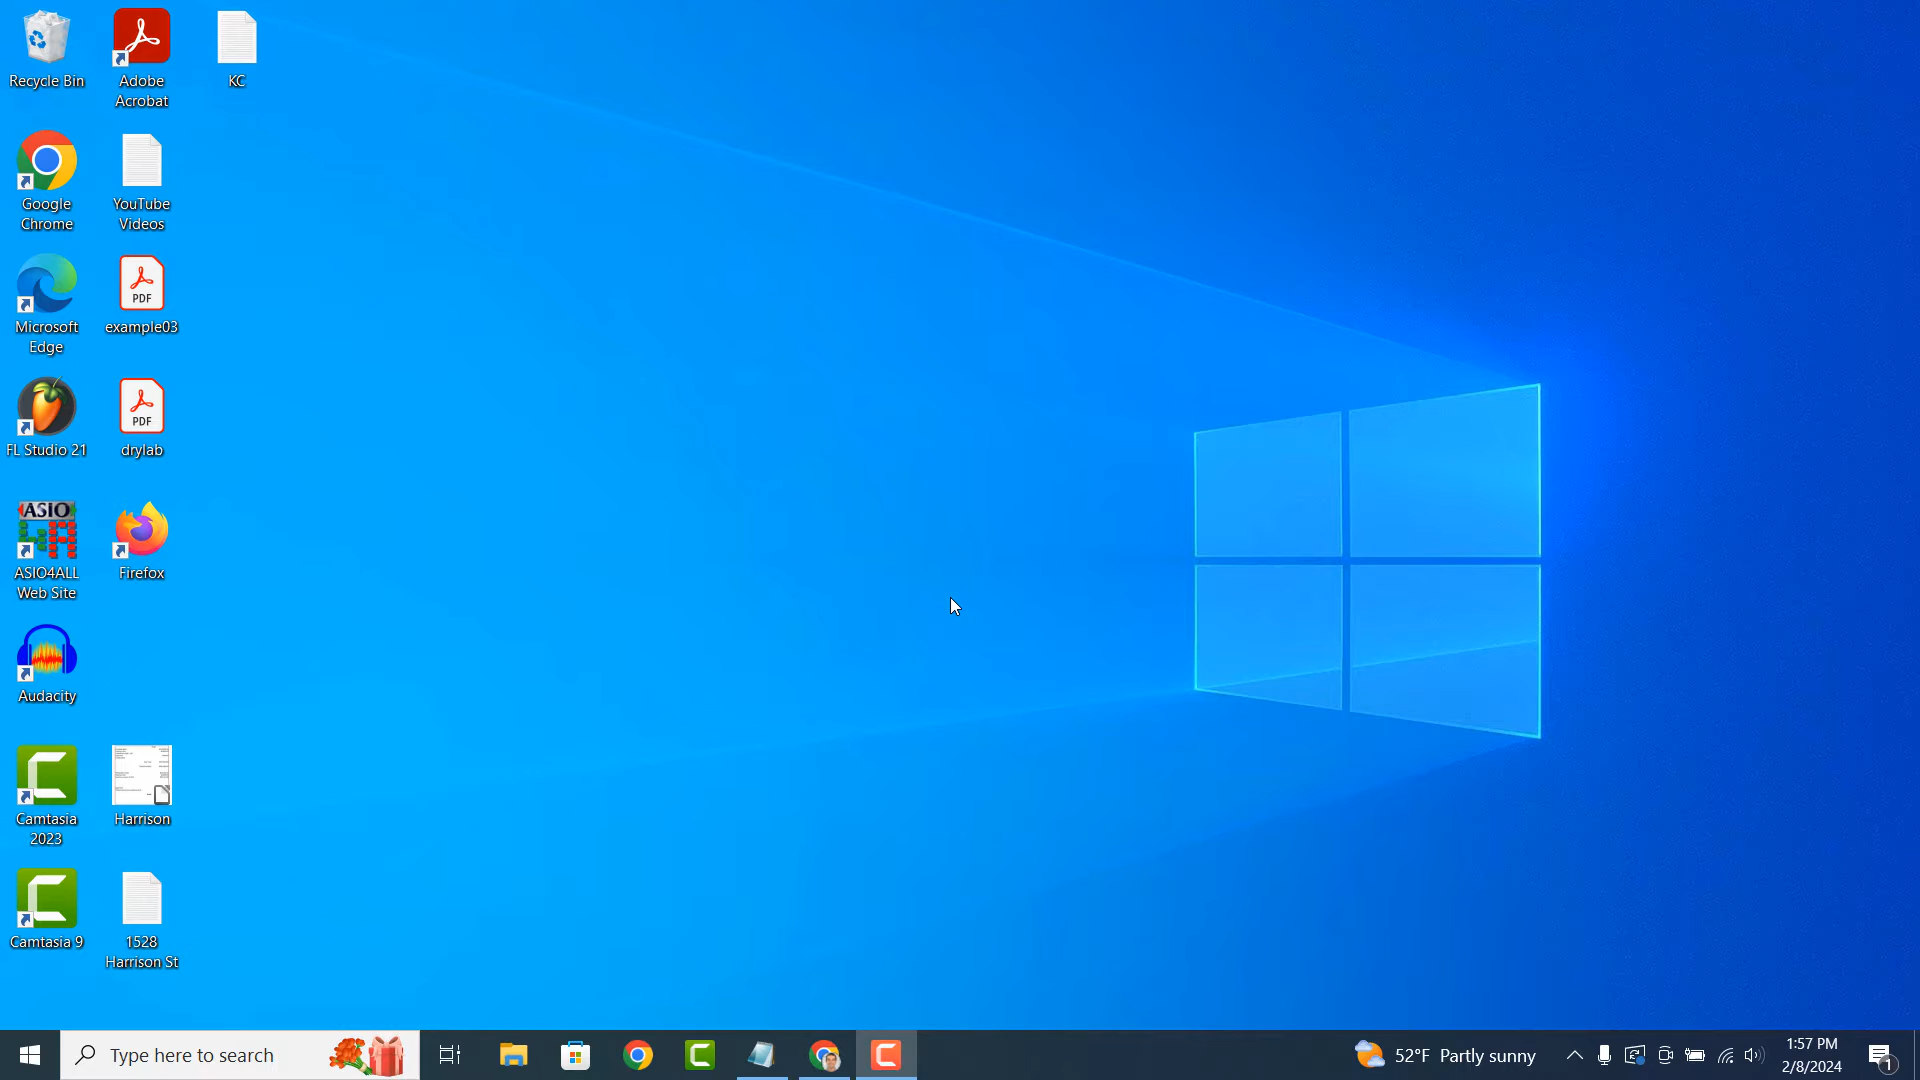 Recycle Bin
Adobe
Acrobat
KC
Google
Chrome
YouTube
Videos
Microsoft
Edge
PDF
example03
FL Studio 21
PDF
drylab
ASIO
4A
ASIO4ALL
Web Site
Firefox
Audacity
Camtasia
2023
Harrison
Camtasia 9
1528
Harrison St
Type here to search
52°F Partly sunny
1:57 PM
2/8/2024
1